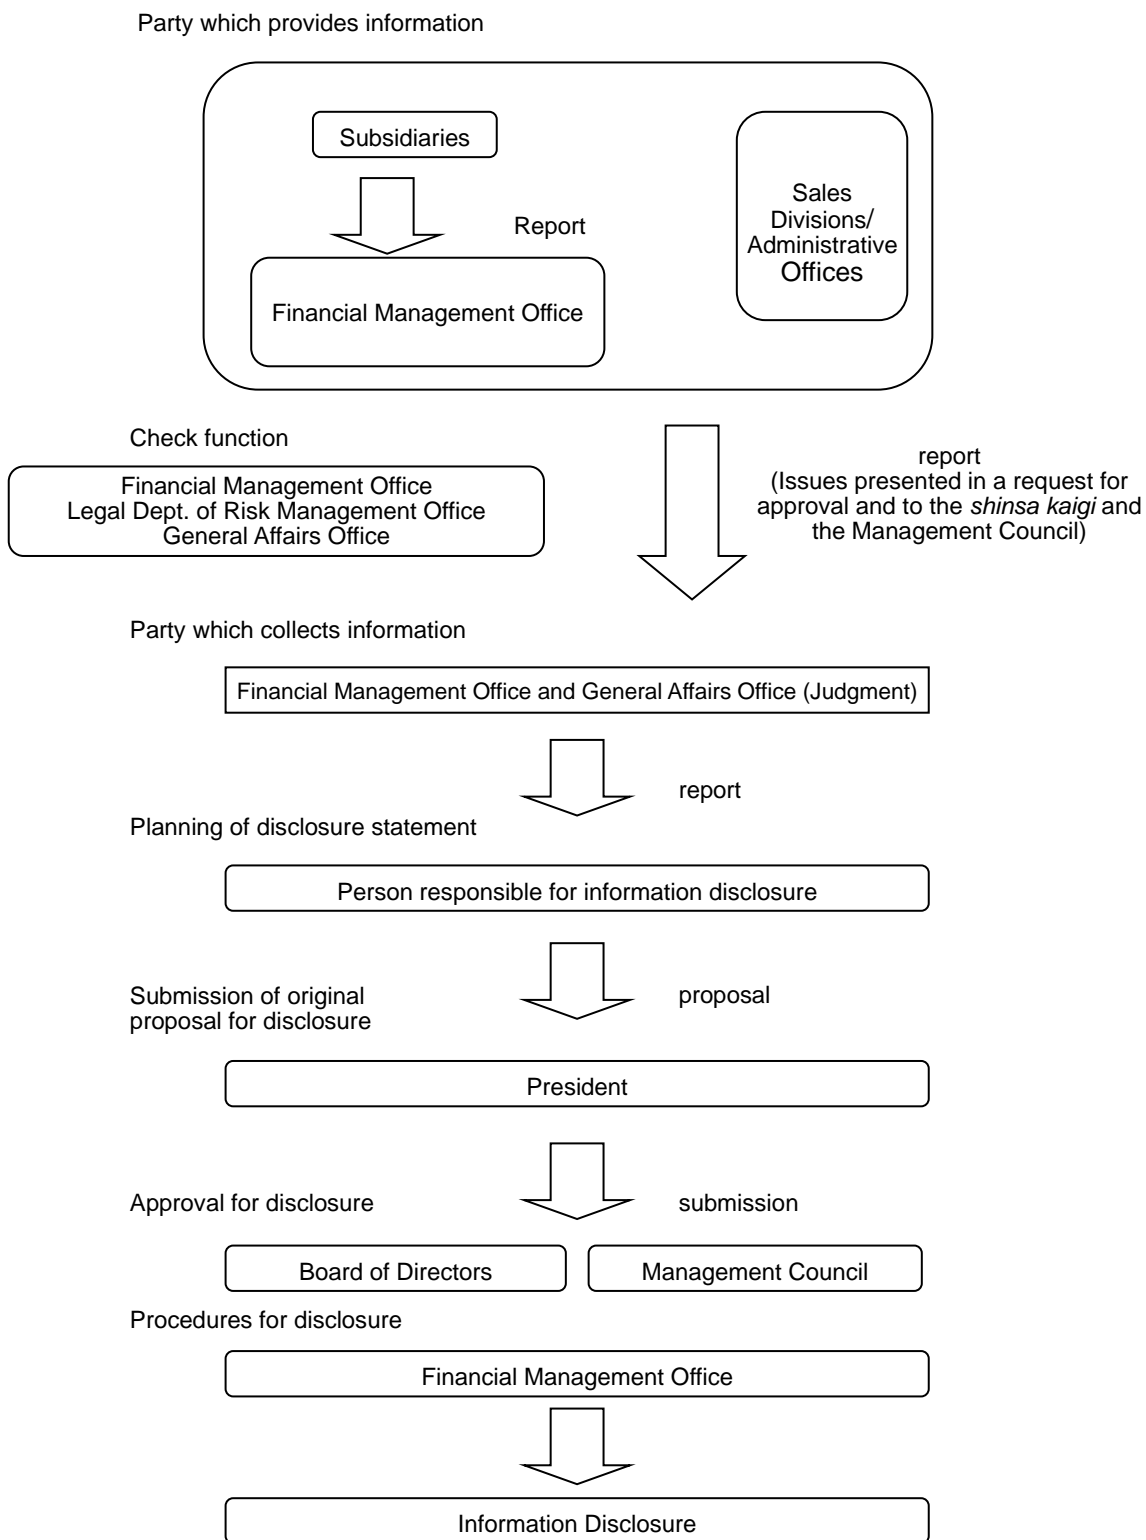 Party which provides information
Subsidiaries
Report
Financial Management Office
Sales
Divisions/
Administrative
Offices
Check function
Financial Management Office
Legal Dept. of Risk Management Office
General Affairs Office
report
(Issues presented in a request for
approval and to the shinsa kaigi and
the Management Council)
Party which collects information
Financial Management Office and General Affairs Office (Judgment)
report
Planning of disclosure statement
Person responsible for information disclosure
Submission of original
proposal for disclosure
proposal
President
Approval for disclosure
submission
Board of Directors
Management Council
Procedures for disclosure
Financial Management Office
Information Disclosure